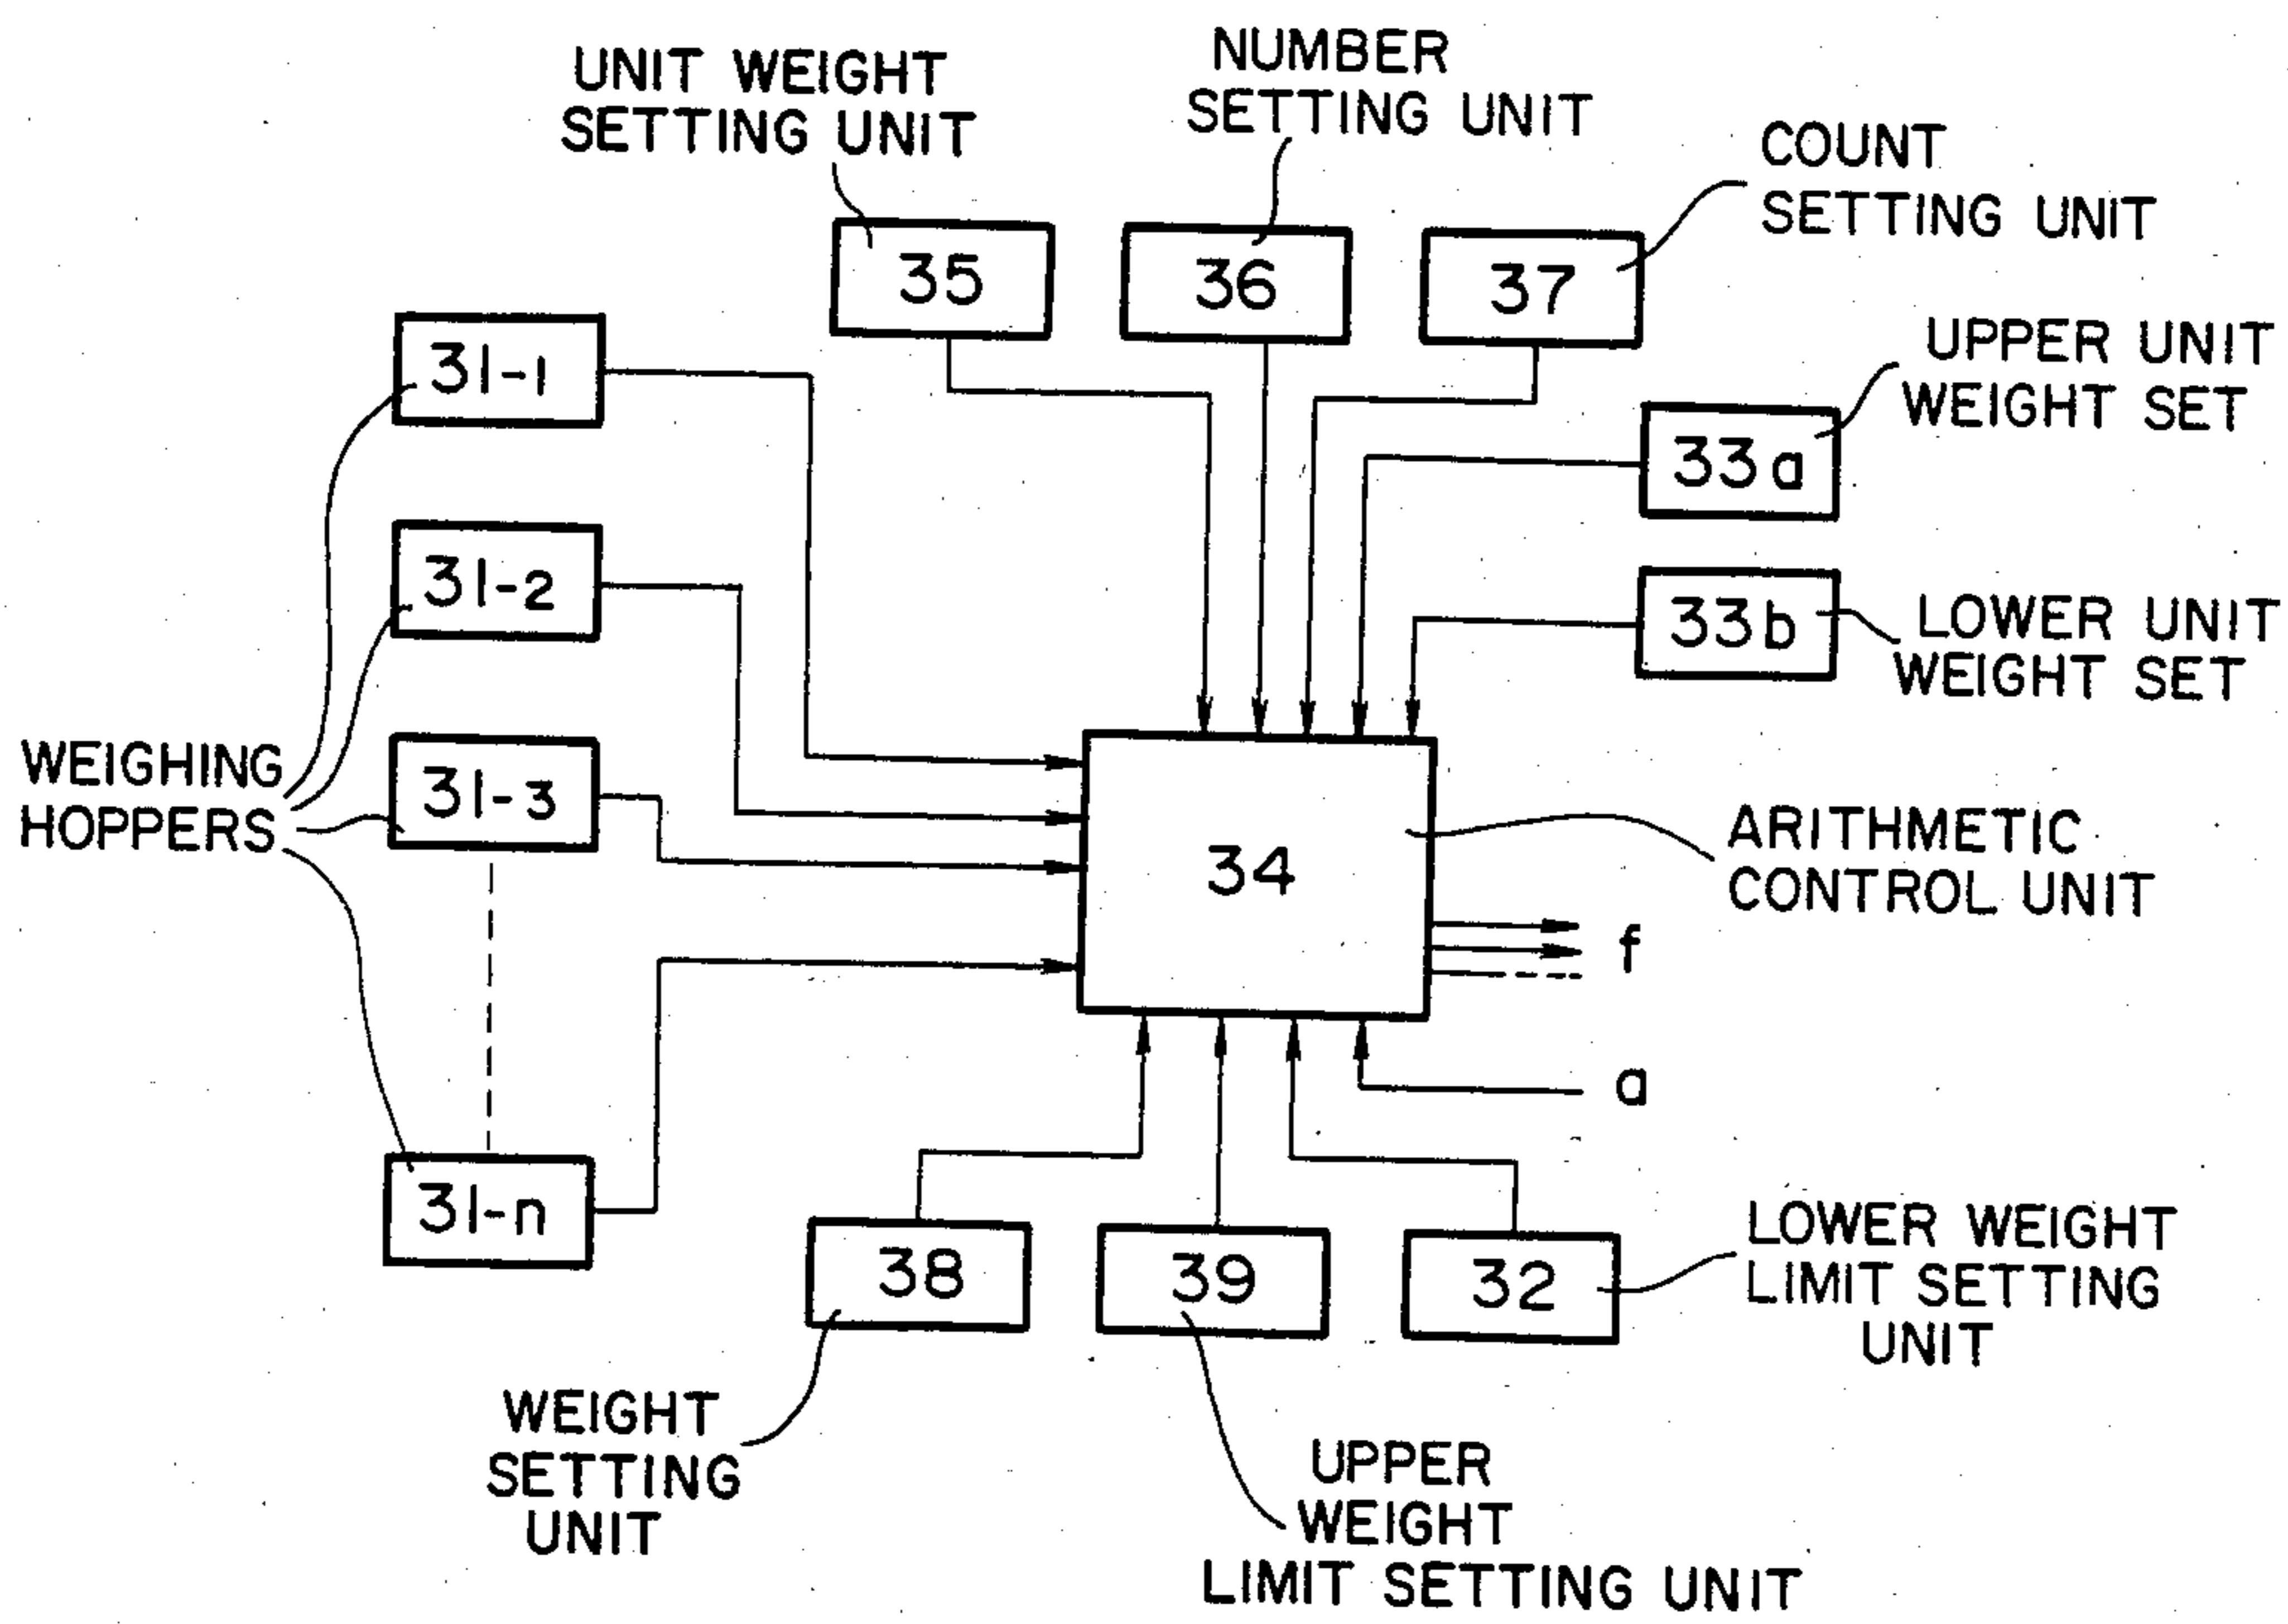 UNIT WEIGHT
SETTING UNIT
NUMBER
SETTING UNIT
COUNT
SETTING UNIT
35
36
37
UPPER UNIT
WEIGHT SET
31-1
33a
31-2
33b
LOWER UNIT
WEIGHT SET
WEIGHING
HOPPERS
31-3
34
ARITHMETIC
CONTROL UNIT
f
a
31-n
38
39
32
LOWER WEIGHT
LIMIT SETTING
UNIT
WEIGHT
SETTING
UNIT
UPPER
WEIGHT
LIMIT SETTING UNIT